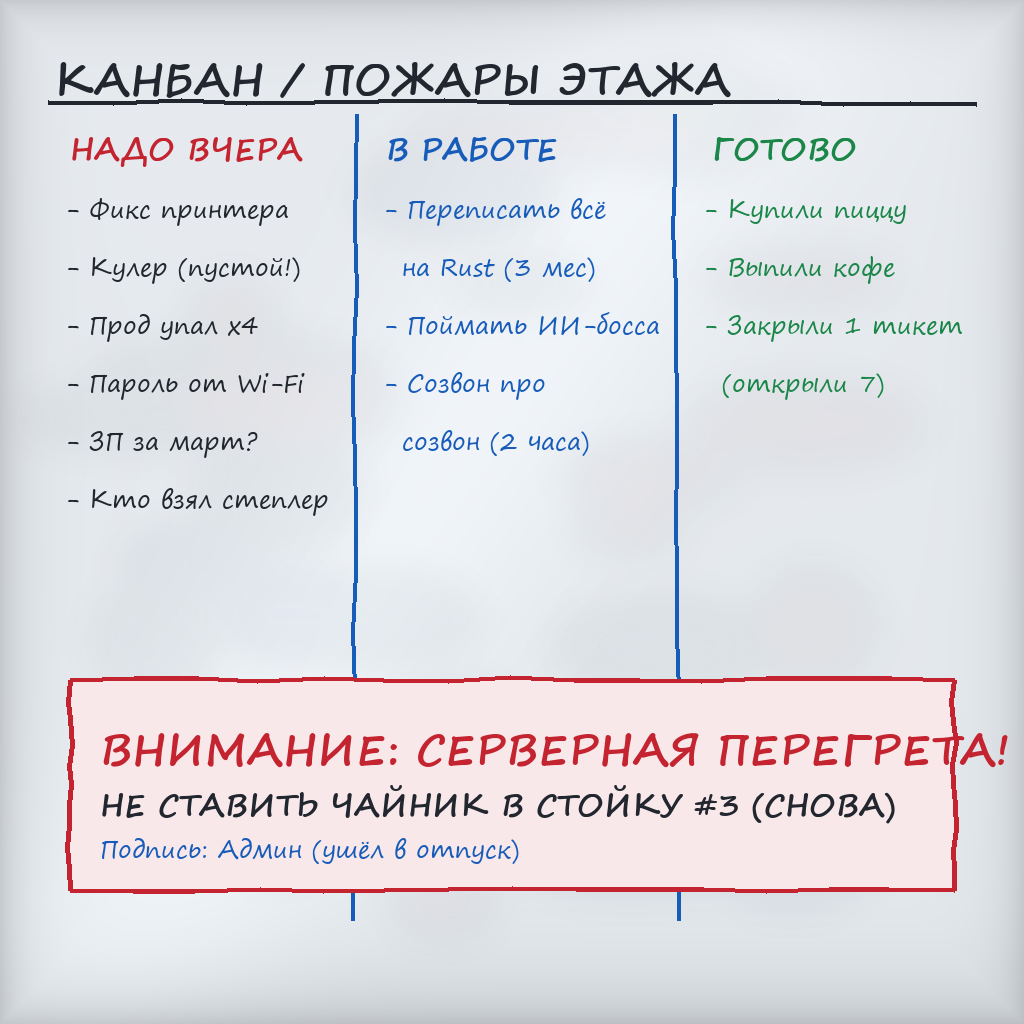 КАНБАН / ПОЖАРЫ ЭТАЖА
НАДО ВЧЕРА
- Фикс принтера
- Кулер (пустой!)
- Прод упал x4
- Пароль от Wi-Fi
- ЗП за март?
- Кто взял степлер
В РАБОТЕ
- Переписать всё
на Rust (3 мес)
- Поймать ИИ-босса
- Созвон про
созвон (2 часа)
ГОТОВО
- Купили пиццу
- Выпили кофе
- Закрыли 1 тикет
(открыли 7)
ВНИМАНИЕ: СЕРВЕРНАЯ ПЕРЕГРЕТА!
НЕ СТАВИТЬ ЧАЙНИК В СТОЙКУ #3 (СНОВА)
Подпись: Админ (ушёл в отпуск)